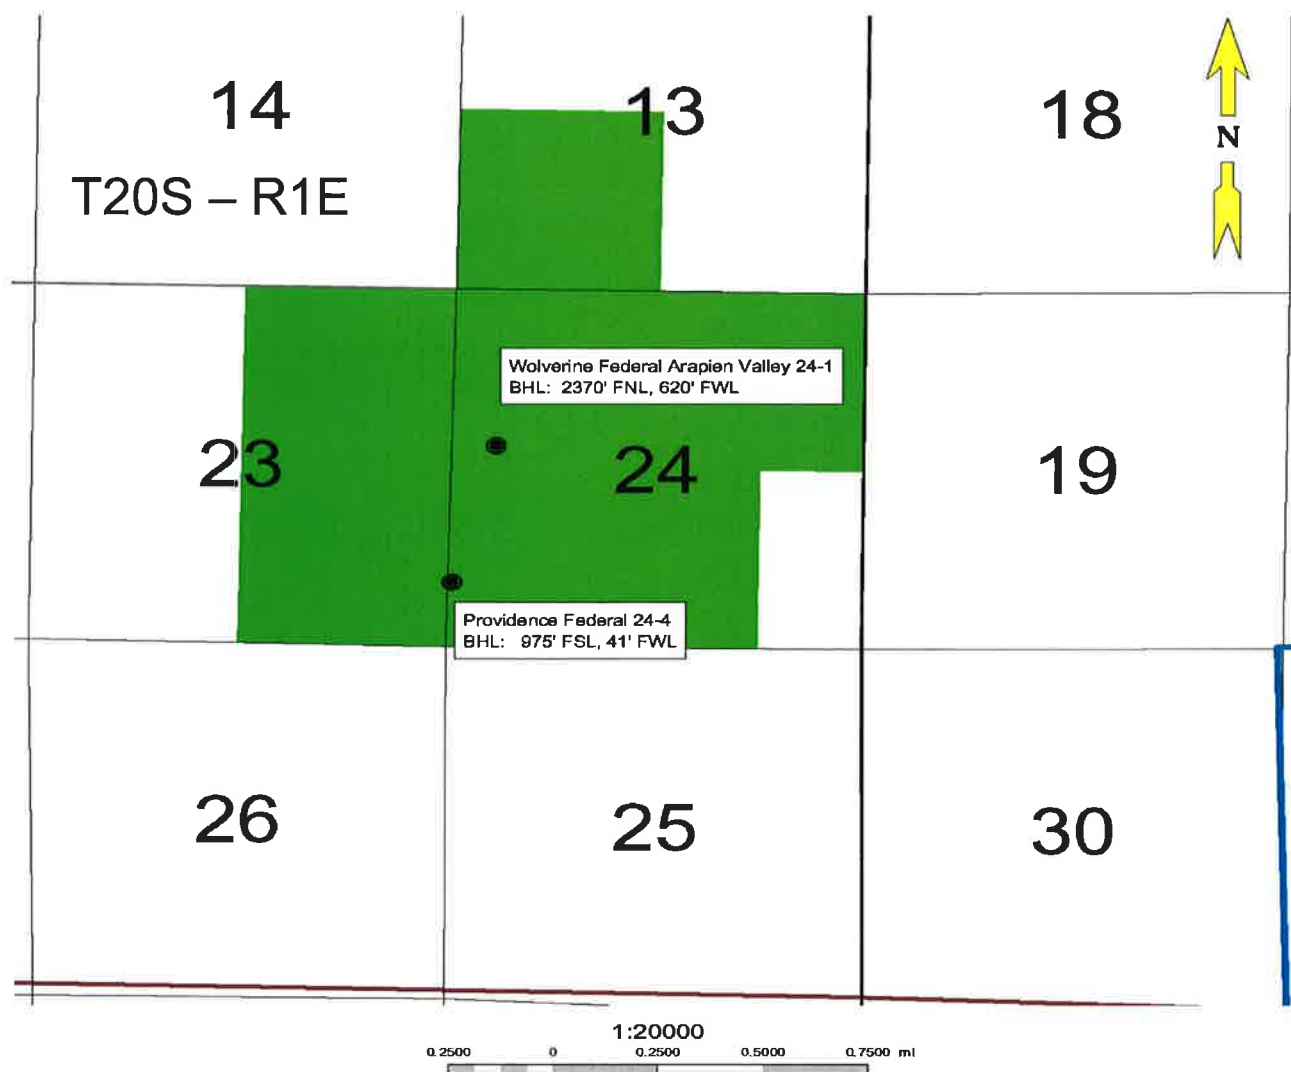 14
13
18
N
T20S – R1E
Wolverine Federal Arapien Valley 24-1
BHL: 2370' FNL, 620' FWL
23
24
19
Providence Federal 24-4
BHL: 975' FSL, 41' FWL
26
25
30
1:20000
0.2500 0 0.2500 0.5000 0.7500 mi